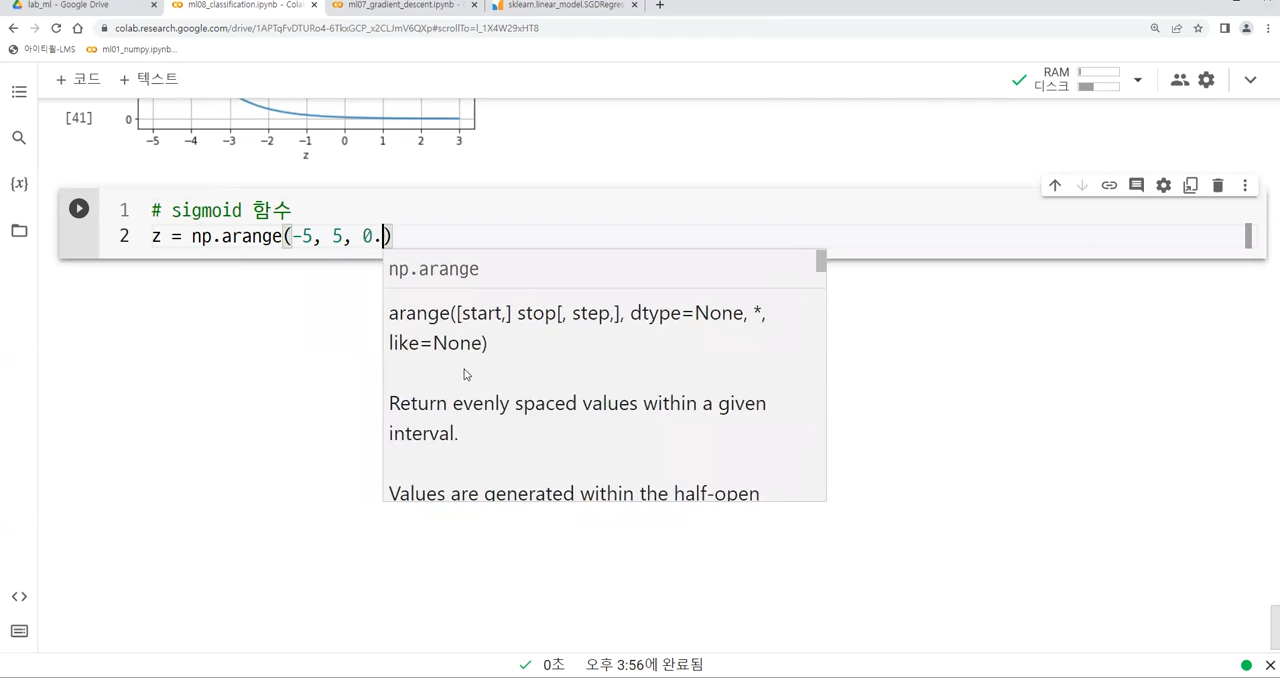 lab_ml - Google Drive
ml08_classification.ipynb - Colab
ml07_gradient_descent.ipynb - C
sklearn.linear_model.SGDRegres
colab.research.google.com/drive/1APTqFvDTURo4-6TkxGCP_x2CLJmV6QXp#scrollTo=l_1X4W29xHT8
아이티윌-LMS
ml01_numpy.ipynb...
+ 코드
+ 텍스트
RAM
디스크
[41]
0
-5 -4 -3 -2 -1 0 1 2 3
z
1 # sigmoid 함수
2 z = np.arange(-5, 5, 0.)
np.arange
arange([start,] stop[, step,], dtype=None, *,
like=None)
Return evenly spaced values within a given
interval.
Values are generated within the half-open
{x}
<>
0초 오후 3:56에 완료됨